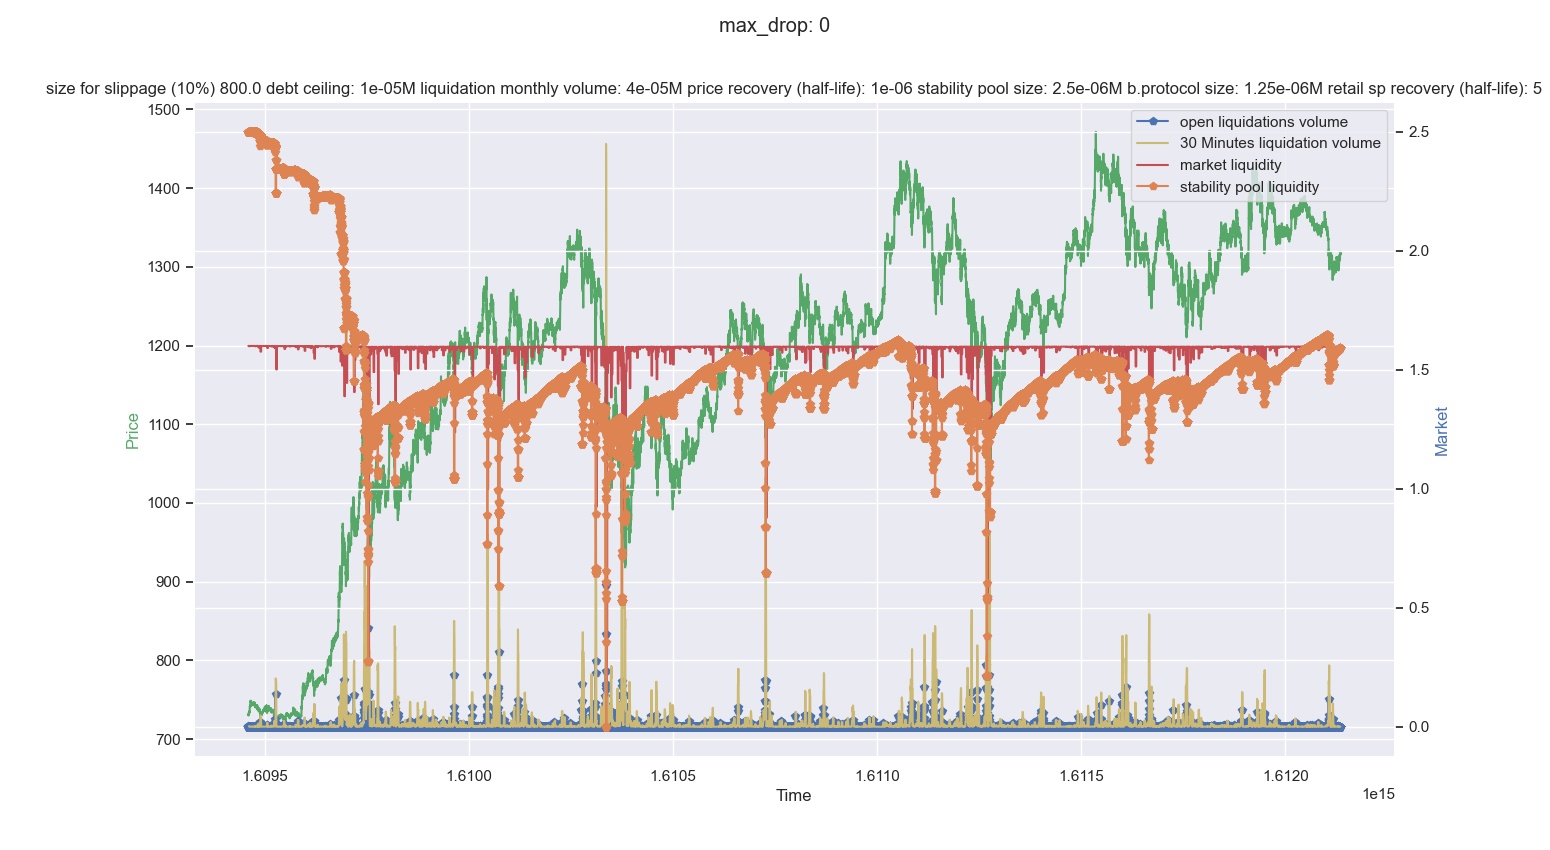 max_drop: 0
size for slippage (10%) 800.0 debt ceiling: 1e-05M liquidation monthly volume: 4e-05M price recovery (half-life): 1e-06 stability pool size: 2.5e-06M b.protocol size: 1.25e-06M retail sp recovery (half-life): 5
open liquidations volume
30 Minutes liquidation volume
market liquidity
stability pool liquidity
1500
1400
1300
1200
1100
1000
900
800
700
Price
2.5
2.0
1.5
1.0
0.5
0.0
Market
1.6095 1.6100 1.6105 1.6110 1.6115 1.6120
Time
1e15